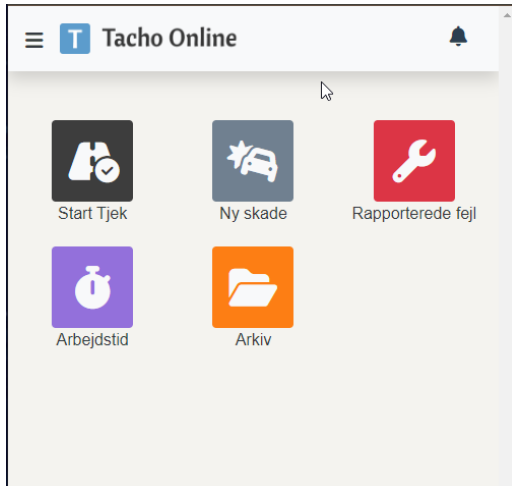 T Tacho Online
Start Tjek
Ny skade
Rapporterede fejl
Arbejdstid
Arkiv